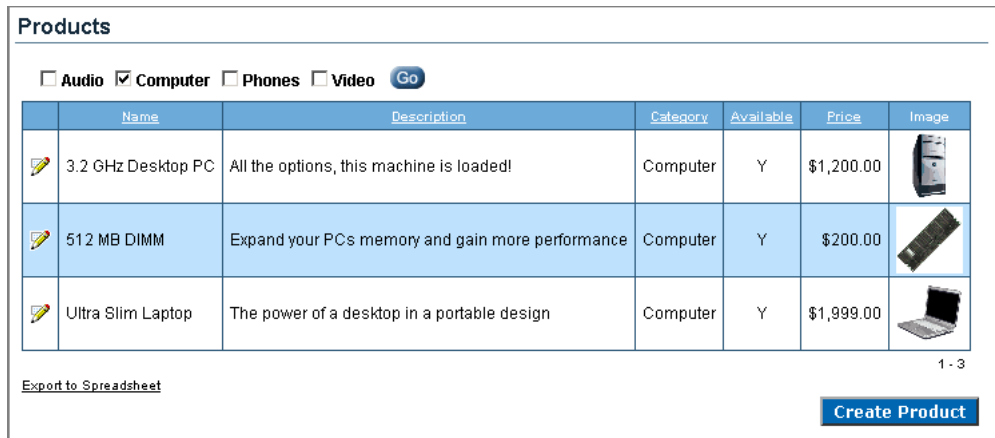 Products
Audio Computer Phones Video Go
Name Description Category Available Price Image
3.2 GHz Desktop PC All the options, this machine is loaded! Computer Y $1,200.00
512 MB DIMM Expand your PCs memory and gain more performance Computer Y $200.00
Ultra Slim Laptop The power of a desktop in a portable design Computer Y $1,999.00
1 - 3
Export to Spreadsheet
Create Product